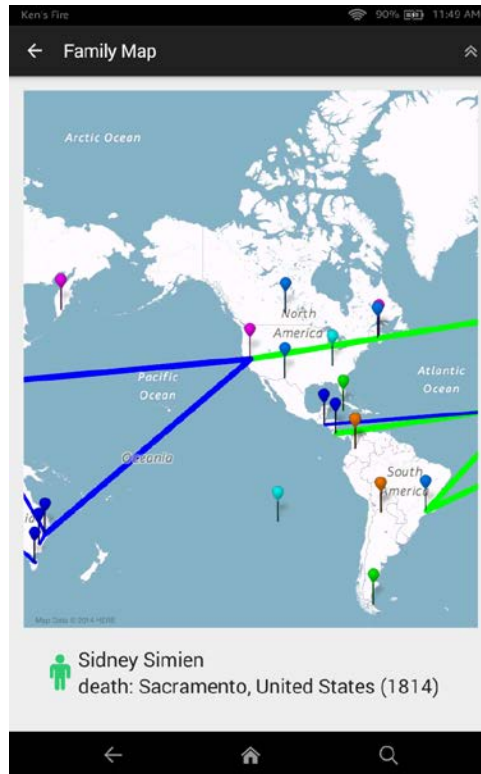 Ken's Fire 90% 11:49 AM
Family Map
Arctic Ocean
North
America
Pacific
Ocean
Atlantic
Ocean
Oceania
South
America
Map Data © 2014 HERE
Sidney Simien
death: Sacramento, United States (1814)